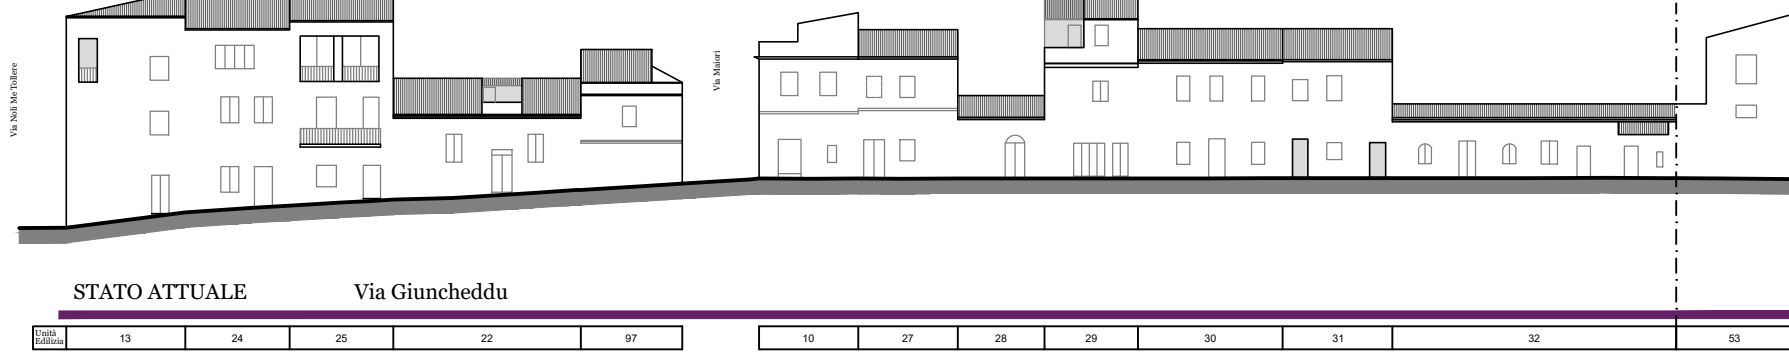 Via Noli Me Tollere
Via Maiori
STATO ATTUALE Via Giuncheddu
Unità
Edilizia
13 24 25 22 97 10 27 28 29 30 31 32 53